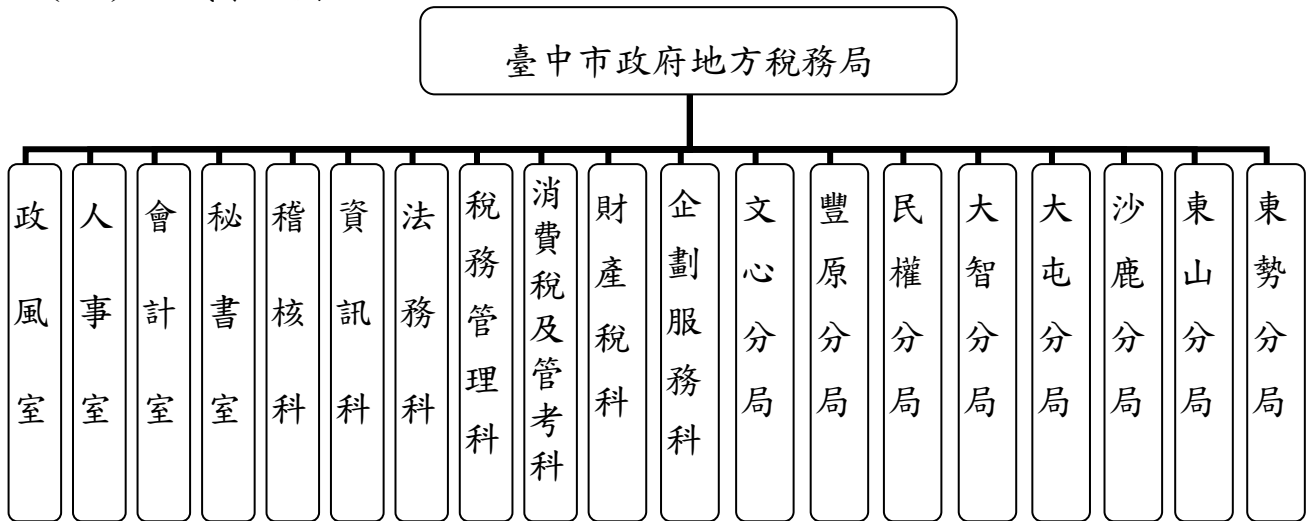 臺中市政府地方稅務局
政風室
人事室
會計室
秘書室
稽核科
資訊科
法務科
稅務管理科
消費稅及管考科
財產稅科
企劃服務科
文心分局
豐原分局
民權分局
大智分局
大屯分局
沙鹿分局
東山分局
東勢分局